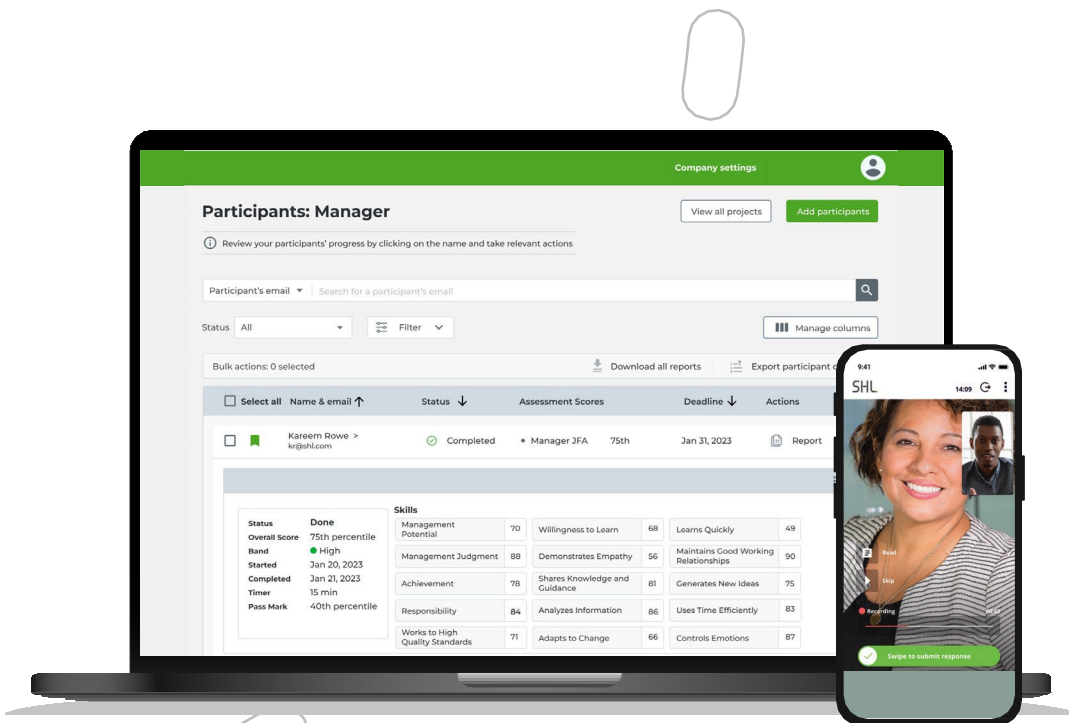 Company settings
Participants: Manager
View all projects
Add participants
Review your participants' progress by clicking on the name and take relevant actions
Participant's email
Search for a participant's email
Status All
Filter
Manage columns
Bulk actions: 0 selected
Download all reports
Export participant
Select all Name & email Status Assessment Scores Deadline Actions
Kareem Rowe >
kr@shl.com
Completed
• Manager JFA 75th
Jan 31, 2023
Report
Status Done
Overall Score 75th percentile
Band High
Started Jan 20, 2023
Completed Jan 21, 2023
Timer 15 min
Pass Mark 40th percentile
Skills
Management
Potential
70
Willingness to Learn 68
Learns Quickly 49
Management Judgment 88
Demonstrates Empathy 56
Maintains Good Working
Relationships
90
Achievement 78
Shares Knowledge and
Guidance
81
Generates New Ideas 75
Responsibility 84
Analyzes Information 86
Uses Time Efficiently 83
Works to High
Quality Standards
71
Adapts to Change 66
Controls Emotions 87
9:41
SHL
14:09
Read
Skip
Recording
Swipe to submit response